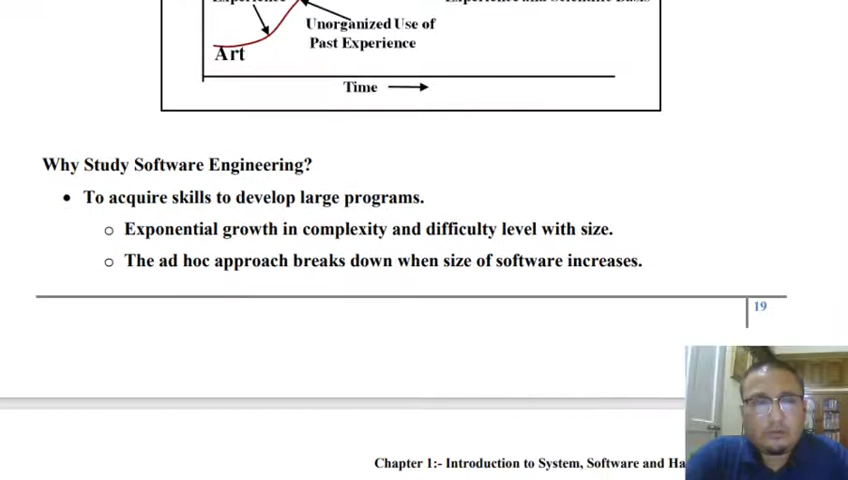 Unorganized Use of
Past Experience
Art
Time
Why Study Software Engineering?
• To acquire skills to develop large programs.
o Exponential growth in complexity and difficulty level with size.
o The ad hoc approach breaks down when size of software increases.
19
Chapter 1:- Introduction to System, Software and Ha